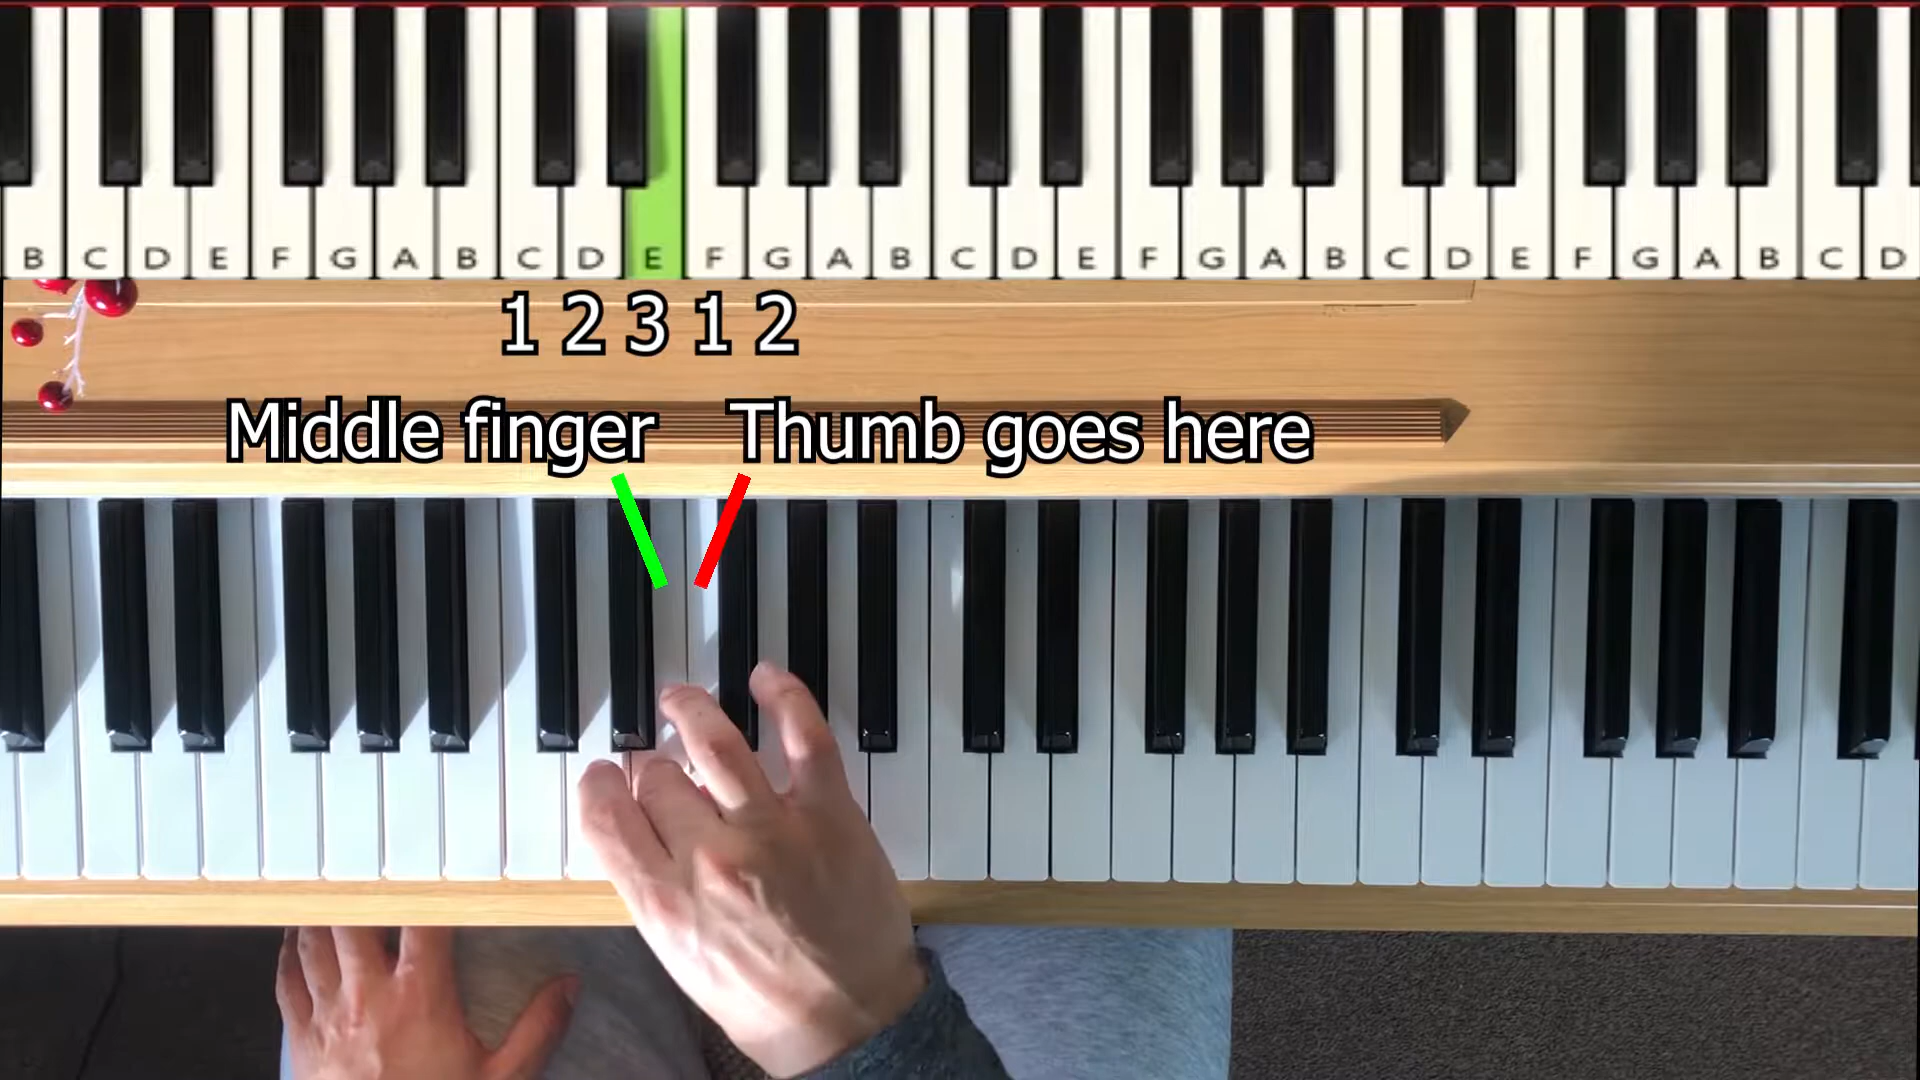 B C D E F G A B C D E F G A B C D E F G A B C D E F G A B C D
1 2 3 1 2
Middle finger Thumb goes here